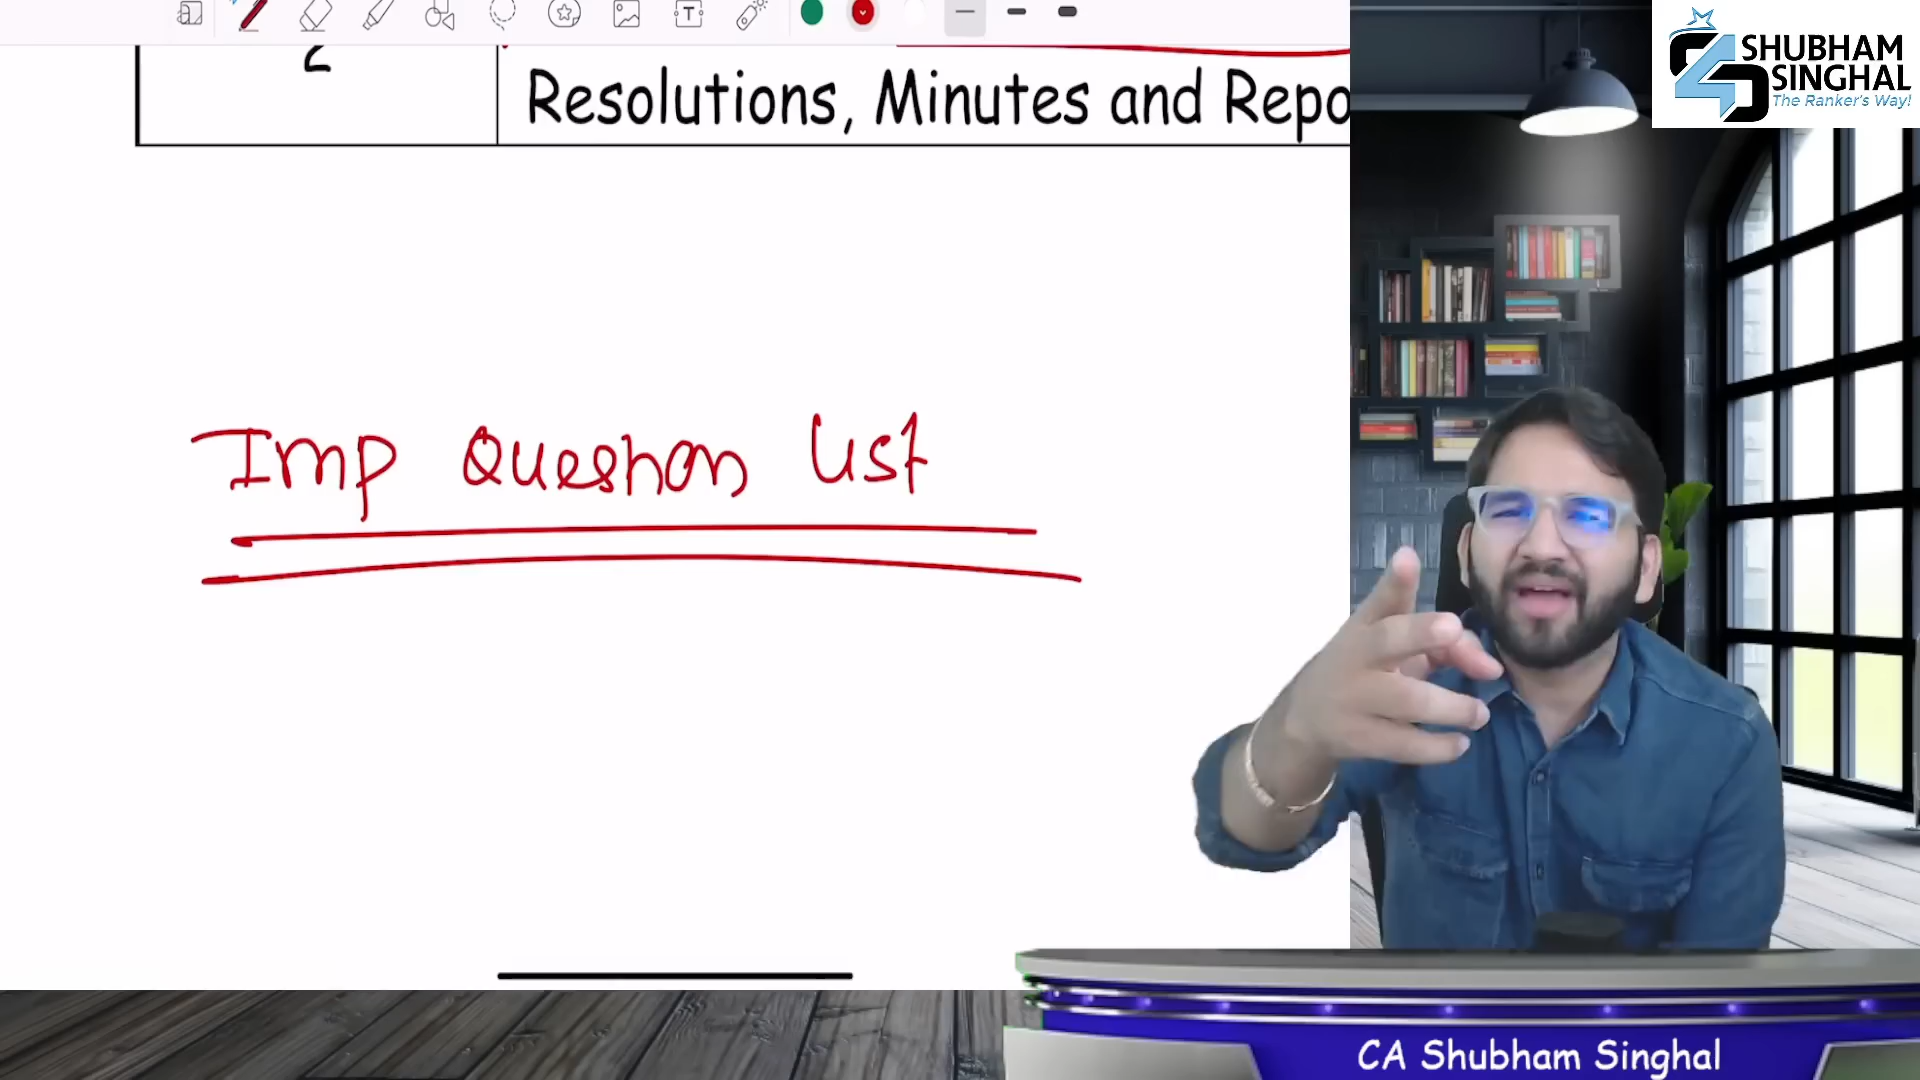 SHUBHAM
SINGHAL
The Ranker's Way!
2
Resolutions, Minutes and Repo
Imp Question List
CA Shubham Singhal